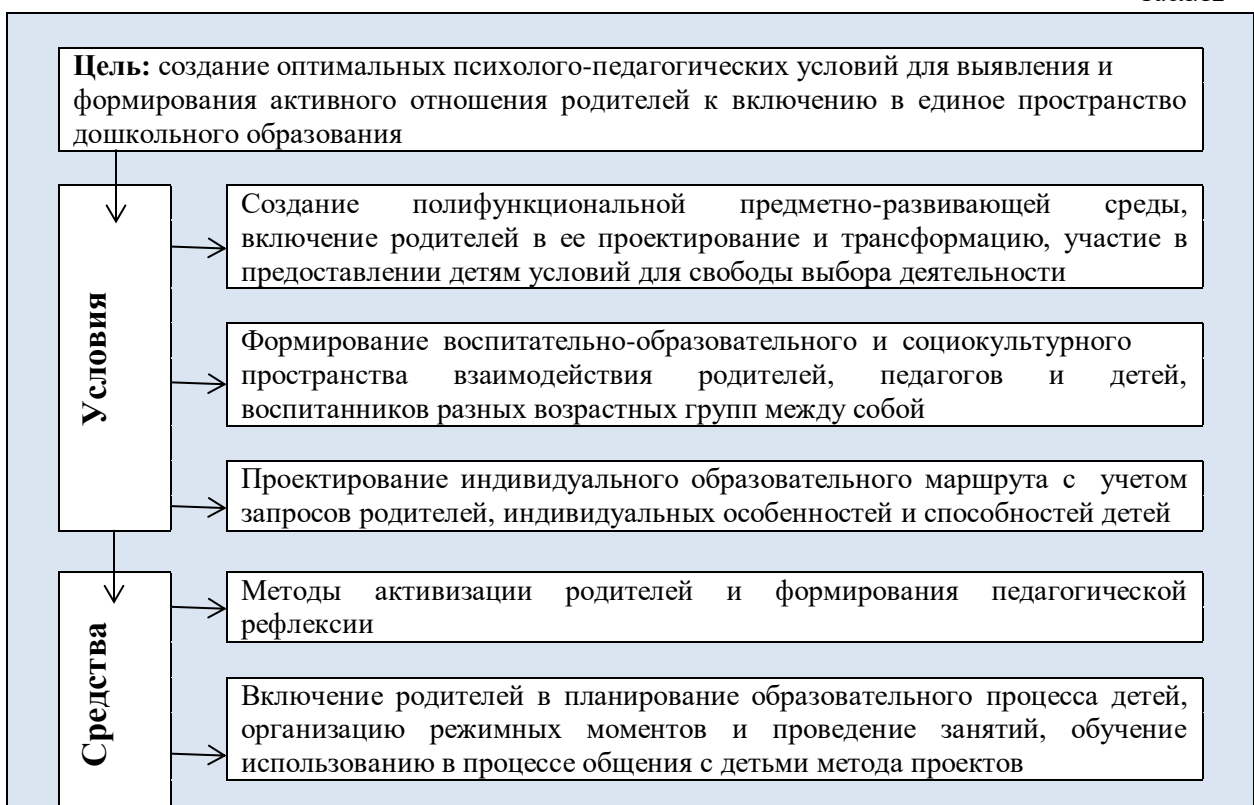 Цель: создание оптимальных психолого-педагогических условий для выявления и
формирования активного отношения родителей к включению в единое пространство
дошкольного образования
Условия
Создание полифункциональной предметно-развивающей среды,
включение родителей в ее проектирование и трансформацию, участие в
предоставлении детям условий для свободы выбора деятельности
Формирование воспитательно-образовательного и социокультурного
пространства взаимодействия родителей, педагогов и детей,
воспитанников разных возрастных групп между собой
Проектирование индивидуального образовательного маршрута с учетом
запросов родителей, индивидуальных особенностей и способностей детей
Средства
Методы активизации родителей и формирования педагогической
рефлексии
Включение родителей в планирование образовательного процесса детей,
организацию режимных моментов и проведение занятий, обучение
использованию в процессе общения с детьми метода проектов